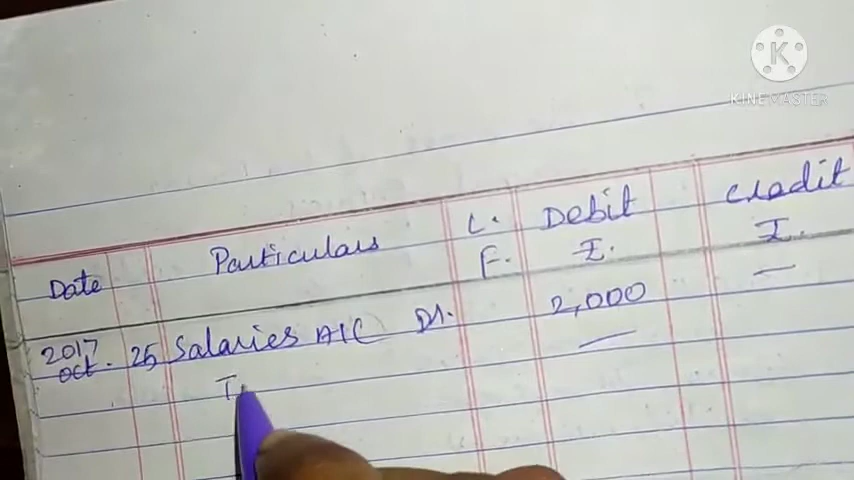 K
KINEMASTER
Date Particulars L. F. Debit ₹. Credit ₹.
2017 Oct. 25 Salaries A/C Dr. 2,000 —
T —